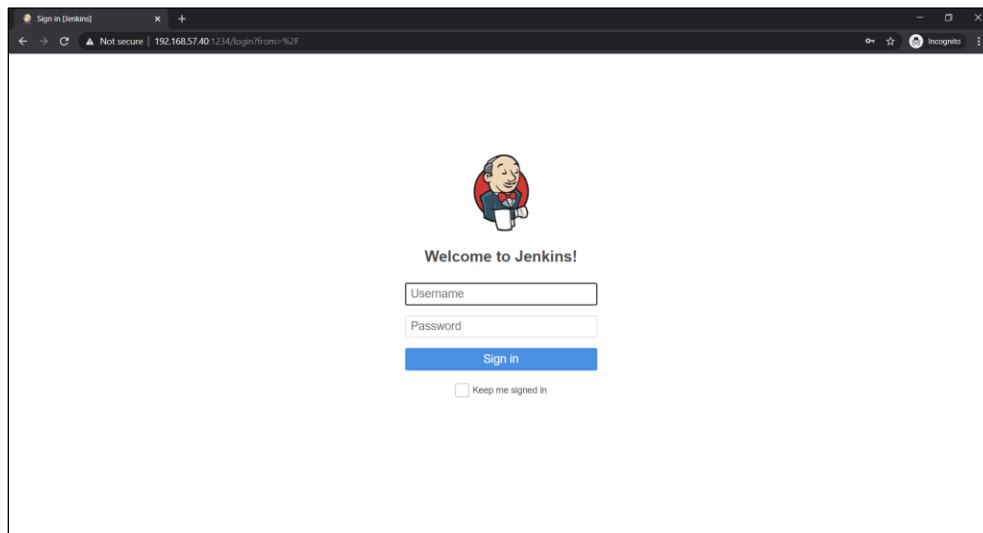 Sign in [Jenkins]
Not secure | 192.168.57.40:1234/login?from=%2F
Incognito
Welcome to Jenkins!
Username
Password
Sign in
Keep me signed in